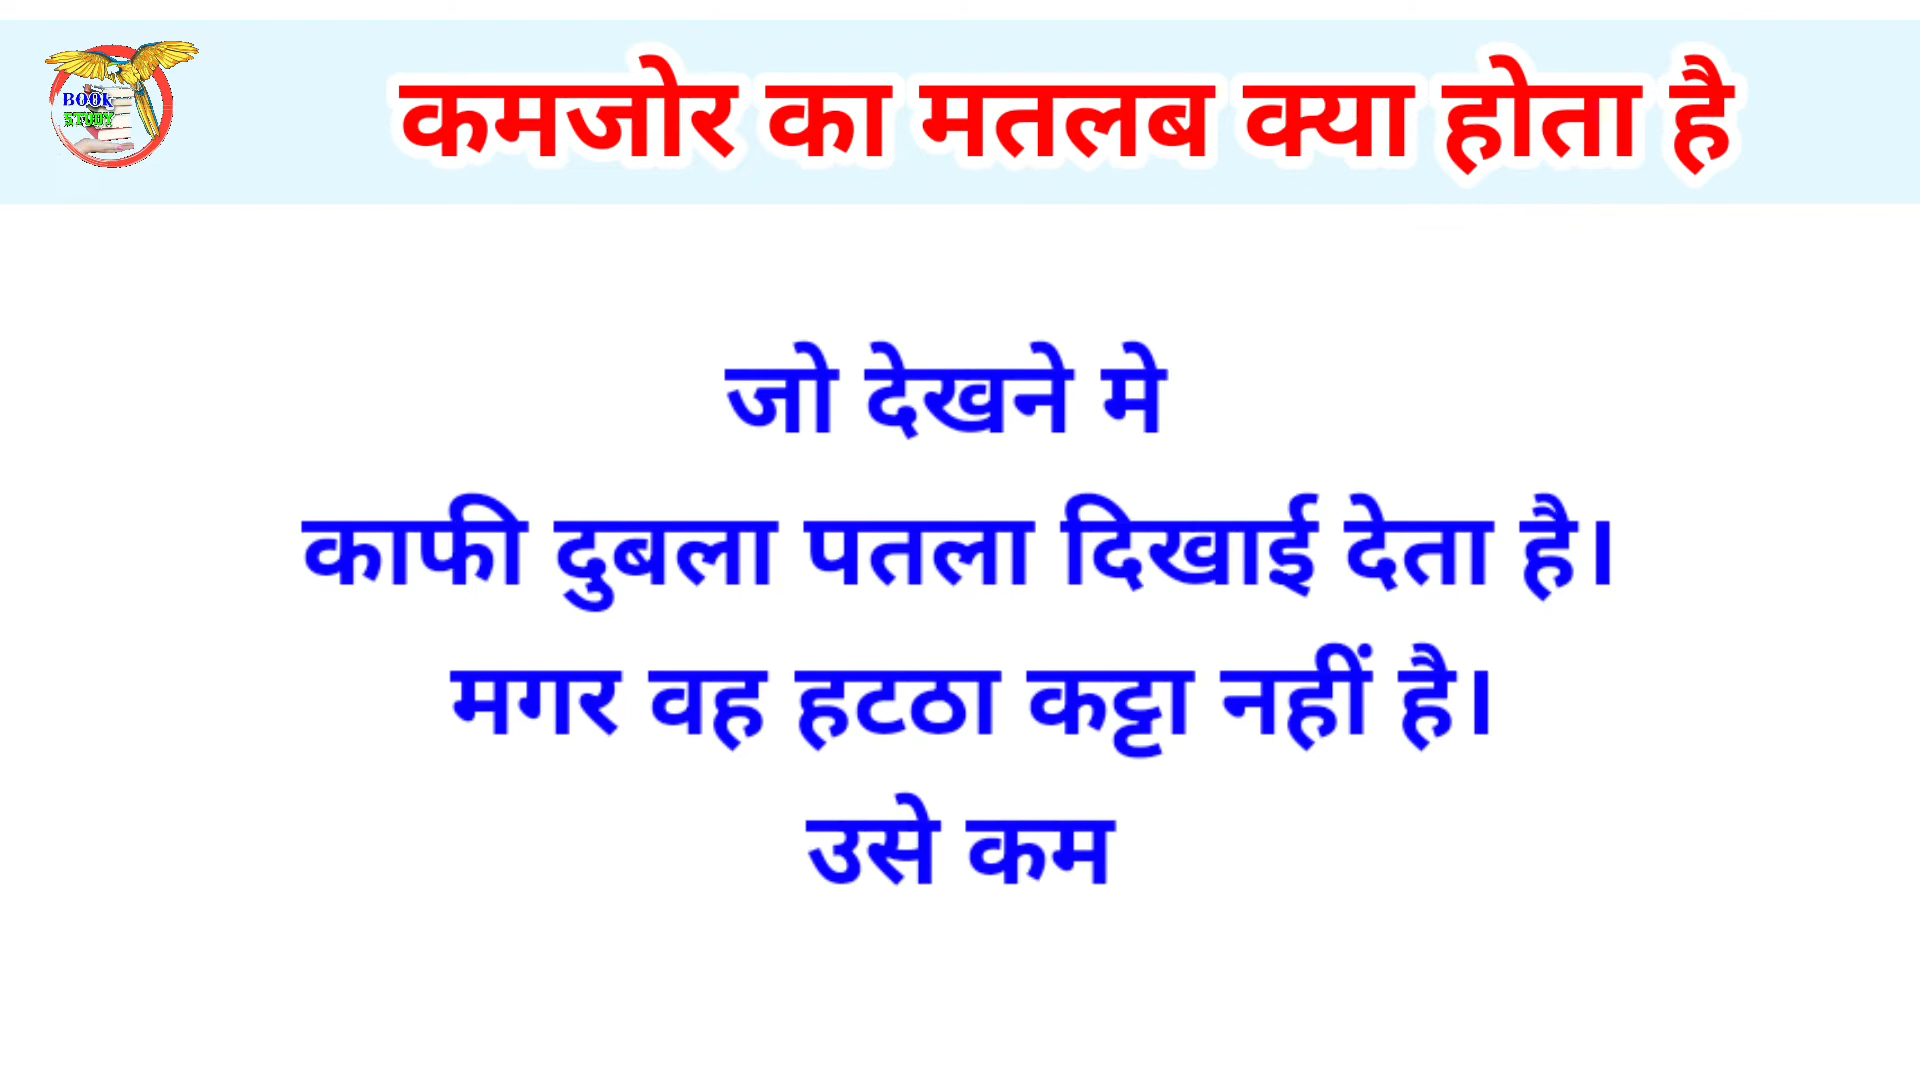 BOOK
STUDY
कमजोर का मतलब क्या होता है
जो देखने मे
काफी दुबला पतला दिखाई देता है।
मगर वह हटठा कट्टा नहीं है।
उसे कम